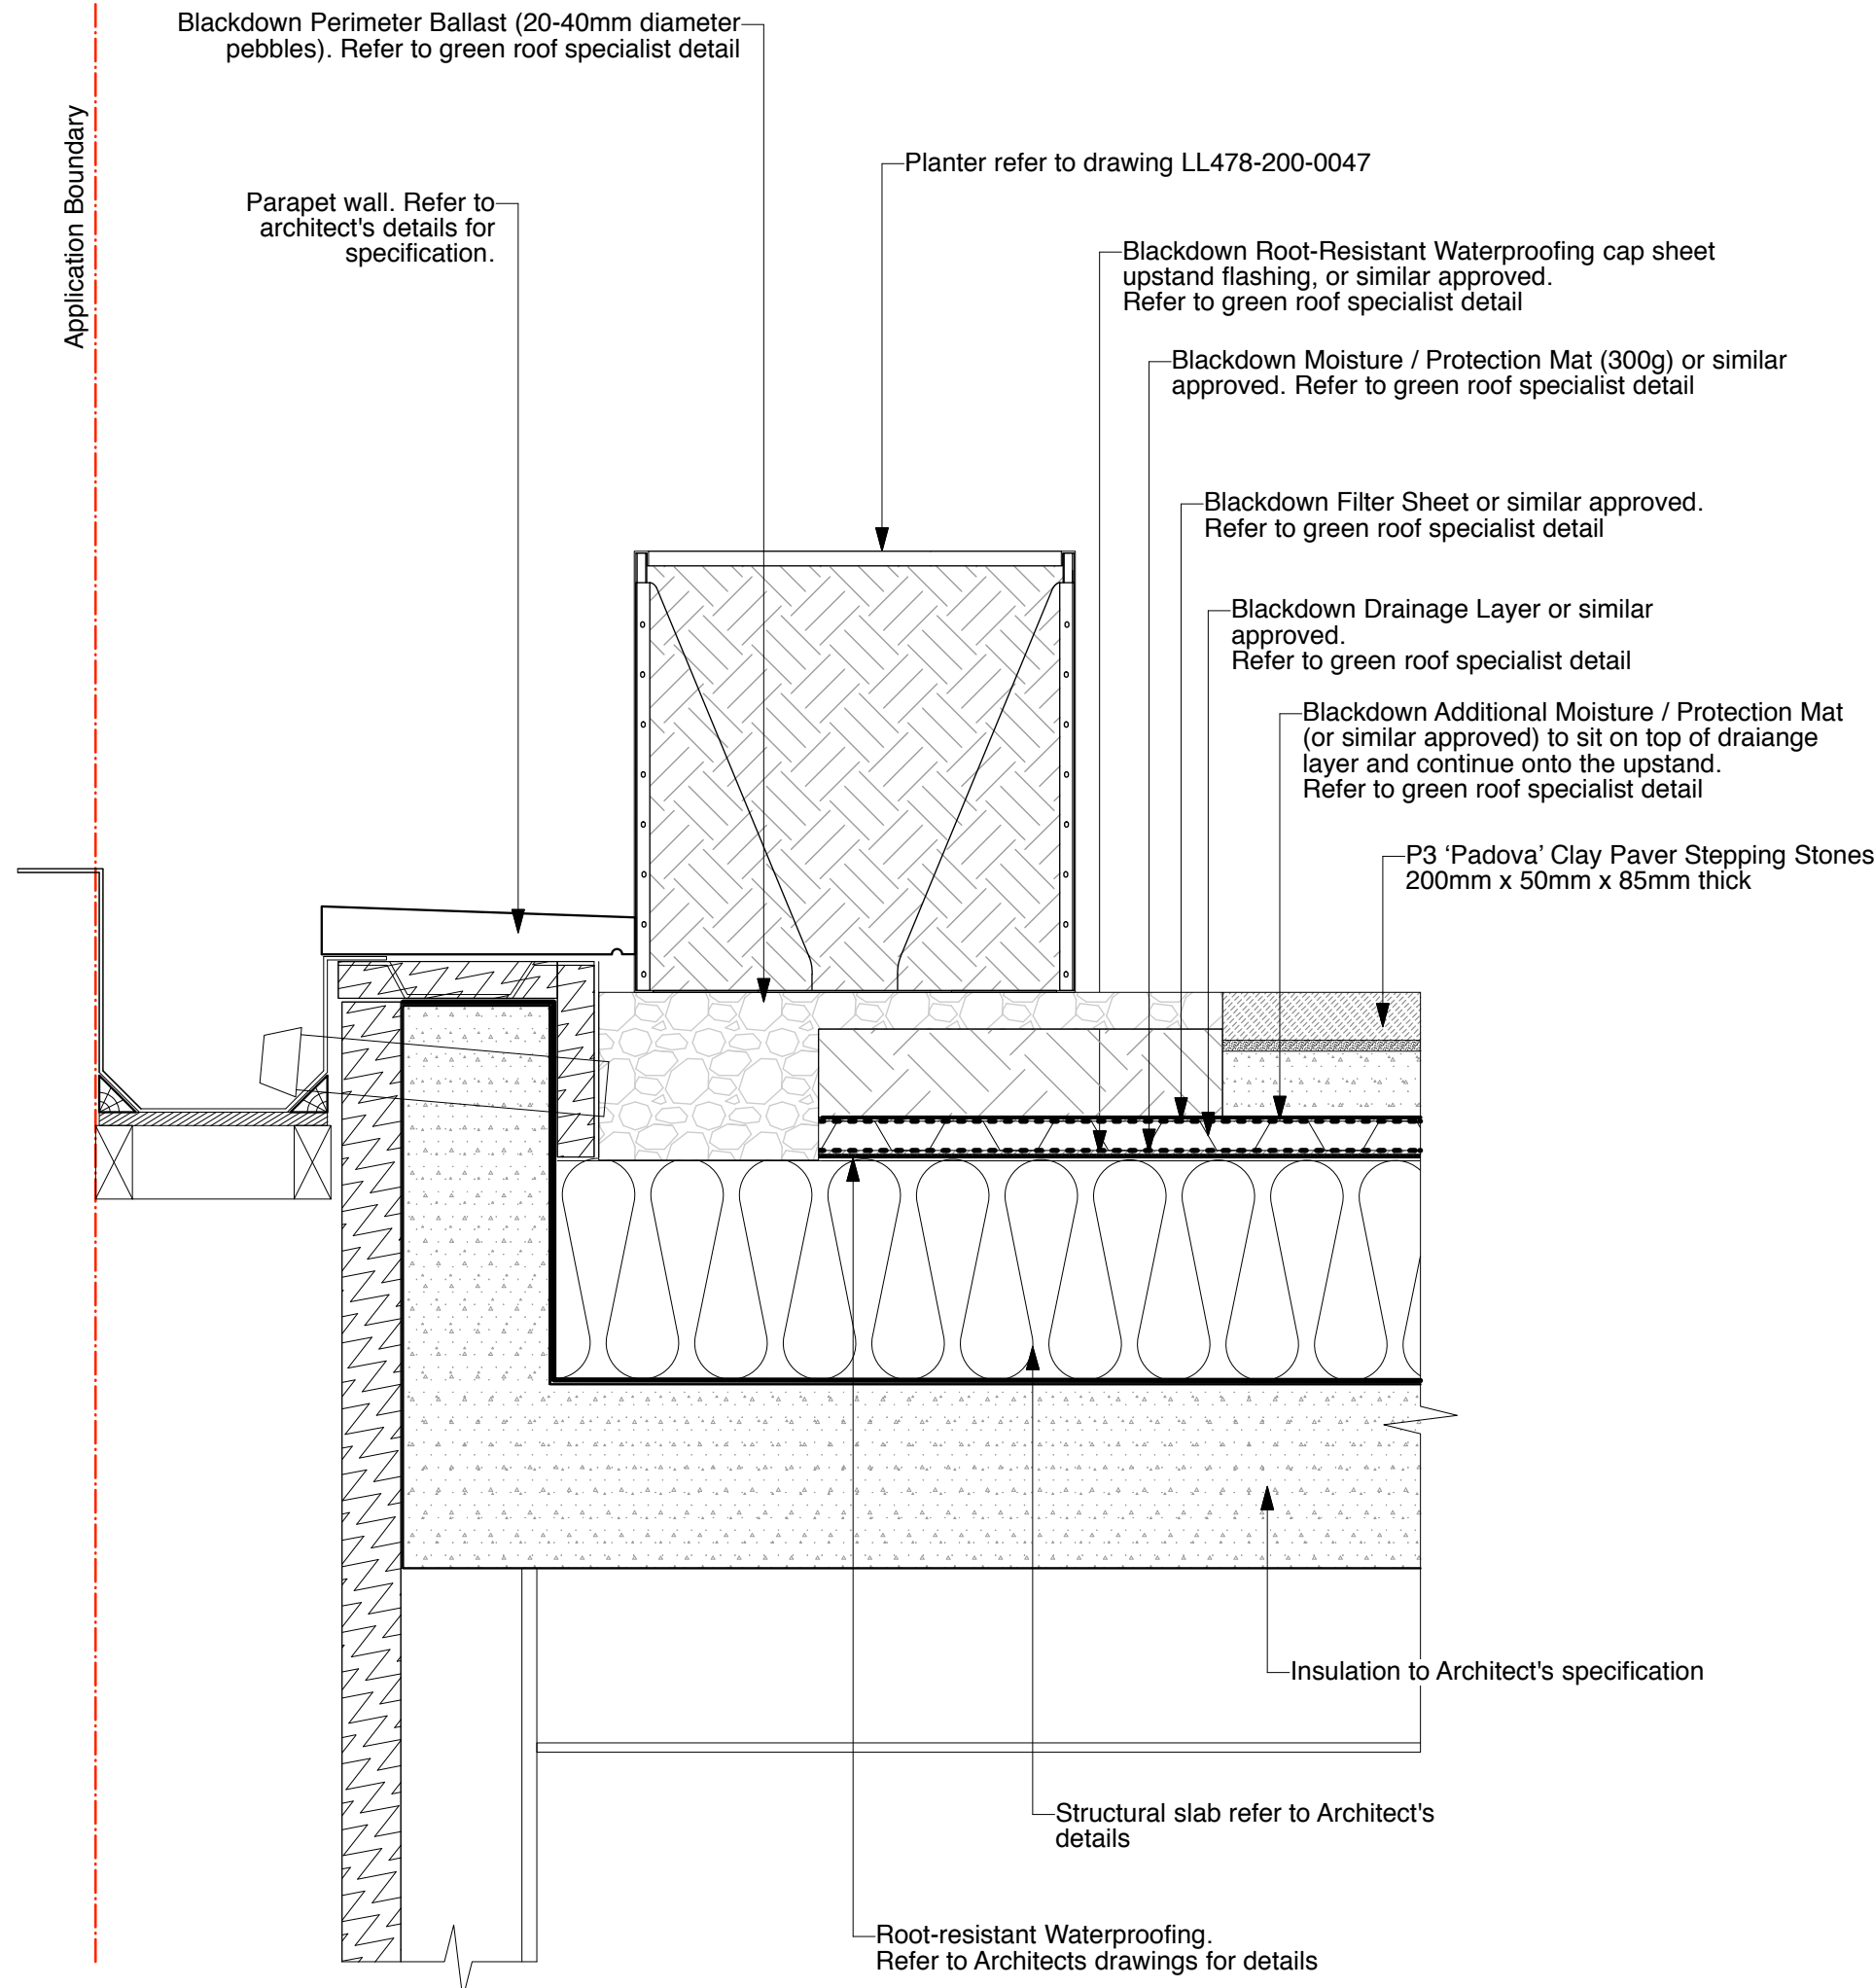 Blackdown Perimeter Ballast (20-40mm diameter
pebbles). Refer to green roof specialist detail
Application Boundary
Planter refer to drawing LL478-200-0047
Parapet wall. Refer to
architect's details for
specification.
Blackdown Root-Resistant Waterproofing cap sheet
upstand flashing, or similar approved.
Refer to green roof specialist detail
Blackdown Moisture / Protection Mat (300g) or similar
approved. Refer to green roof specialist detail
Blackdown Filter Sheet or similar approved.
Refer to green roof specialist detail
Blackdown Drainage Layer or similar
approved.
Refer to green roof specialist detail
Blackdown Additional Moisture / Protection Mat
(or similar approved) to sit on top of draiange
layer and continue onto the upstand.
Refer to green roof specialist detail
P3 ‘Padova’ Clay Paver Stepping Stones
200mm x 50mm x 85mm thick
Insulation to Architect's specification
Structural slab refer to Architect's
details
Root-resistant Waterproofing.
Refer to Architects drawings for details